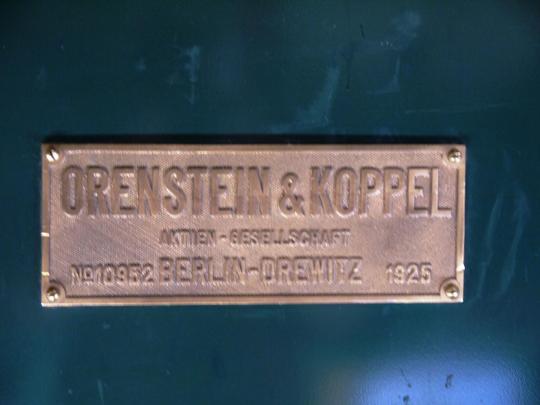 ORENSTEIN & KOPPEL
AKTIEN-GESELLSCHAFT
No10952 BERLIN-DREWITZ 1925